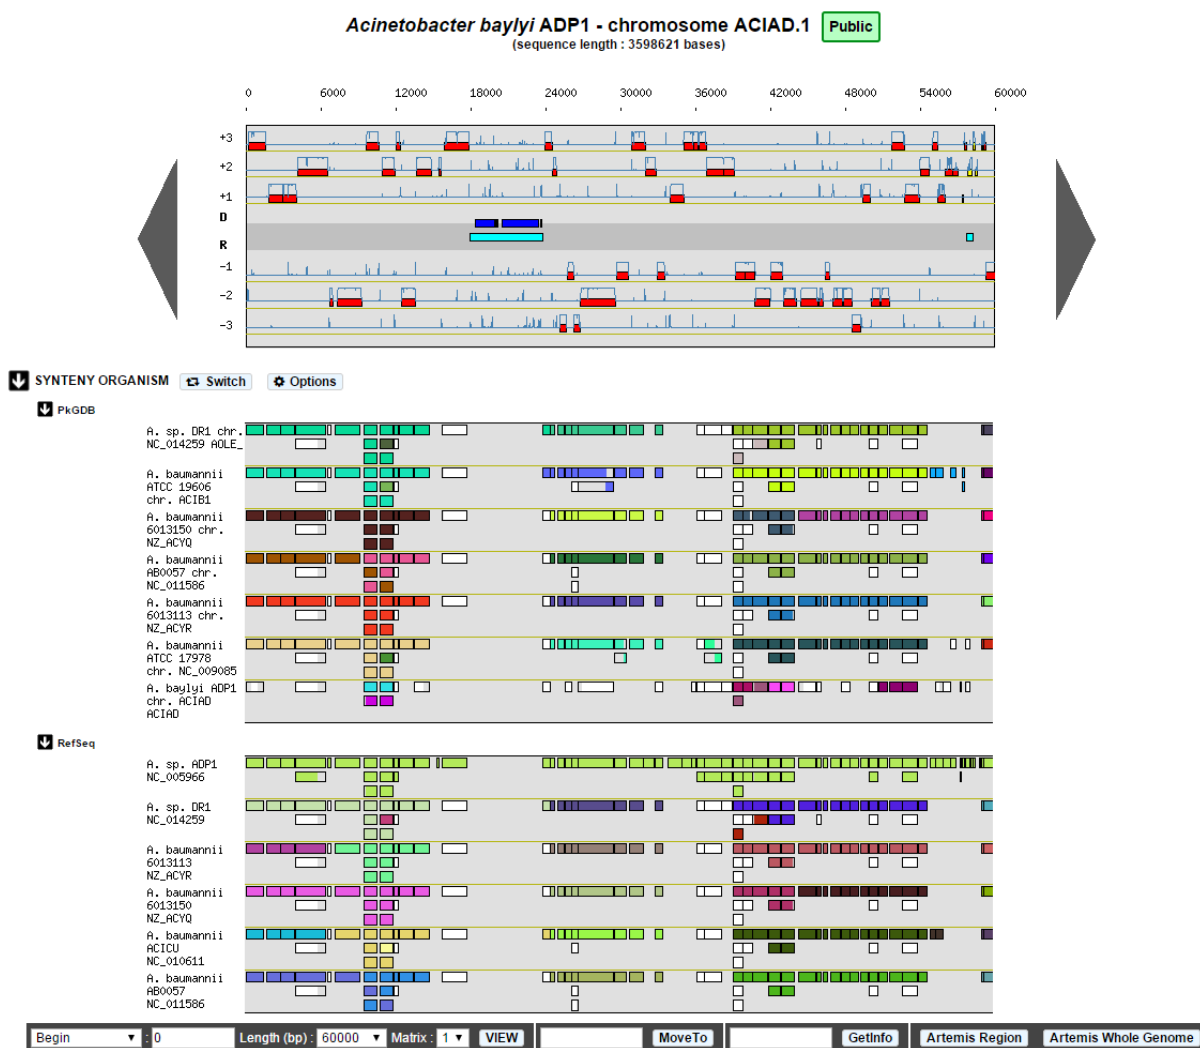 Acinetobacter baylyi ADP1 - chromosome ACIAD.1 Public
(sequence length : 3598621 bases)
0 6000 12000 18000 24000 30000 36000 42000 48000 54000 60000
+3
+2
+1
D
R
-1
-2
-3
SYNTENY ORGANISM Switch Options
PkGDB
A. sp. DR1 chr.
NC_014259 AOLE_
A. baumannii
ATCC 19606
chr. ACIB1
A. baumannii
6013150 chr.
NZ_ACYQ
A. baumannii
AB0057 chr.
NC_011586
A. baumannii
6013113 chr.
NZ_ACYR
A. baumannii
ATCC 17978
chr. NC_009085
A. baylyi ADP1
chr. ACIAD
ACIAD
RefSeq
A. sp. ADP1
NC_005966
A. sp. DR1
NC_014259
A. baumannii
6013113
NZ_ACYR
A. baumannii
6013150
NZ_ACYQ
A. baumannii
ACICU
NC_010611
A. baumannii
AB0057
NC_011586
Begin : 0 Length (bp) : 60000 Matrix : 1 VIEW MoveTo GetInfo Artemis Region Artemis Whole Genome